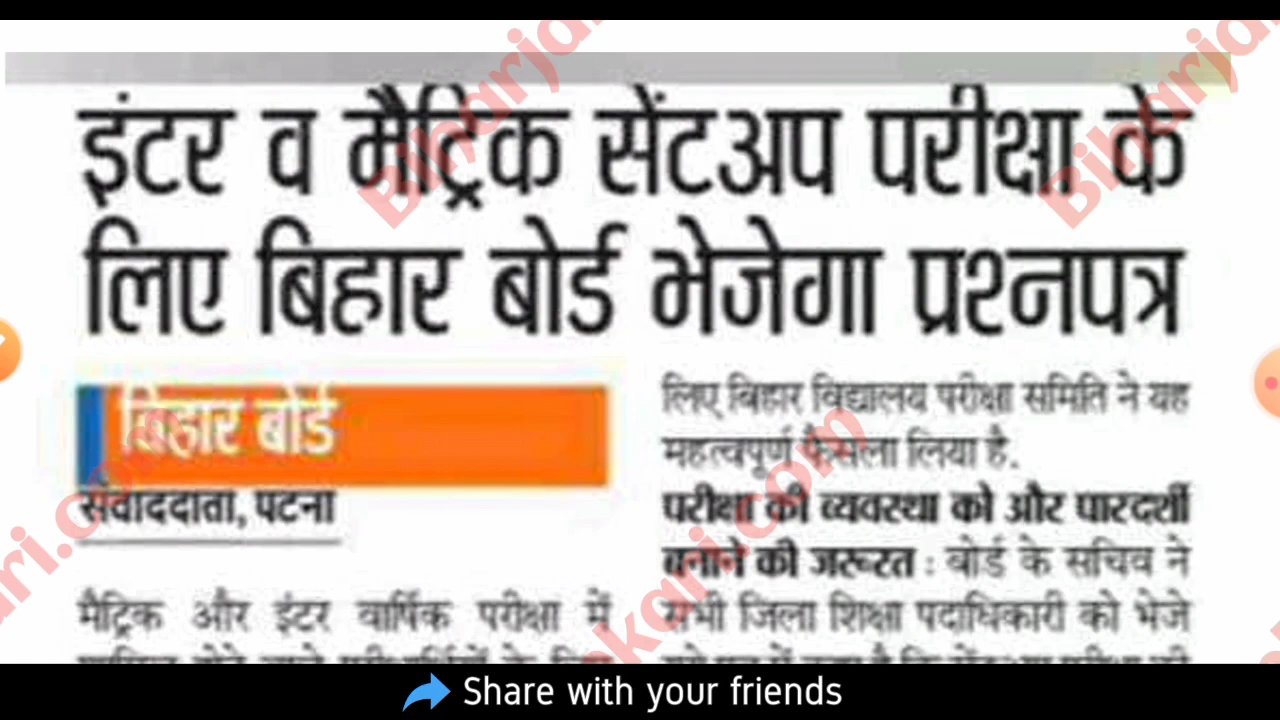 इंटर व मैट्रिक सेंटअप परीक्षा के
लिए बिहार बोर्ड भेजेगा प्रश्नपत्र
बिहार बोर्ड
संवाददाता, पटना
मैट्रिक और इंटर वार्षिक परीक्षा में
लिए बिहार विद्यालय परीक्षा समिति ने यह
महत्वपूर्ण फैसला लिया है.
परीक्षा की व्यवस्था को और पारदर्शी
बनाने की जरूरत : बोर्ड के सचिव ने
सभी जिला शिक्षा पदाधिकारी को भेजे
Share with your friends